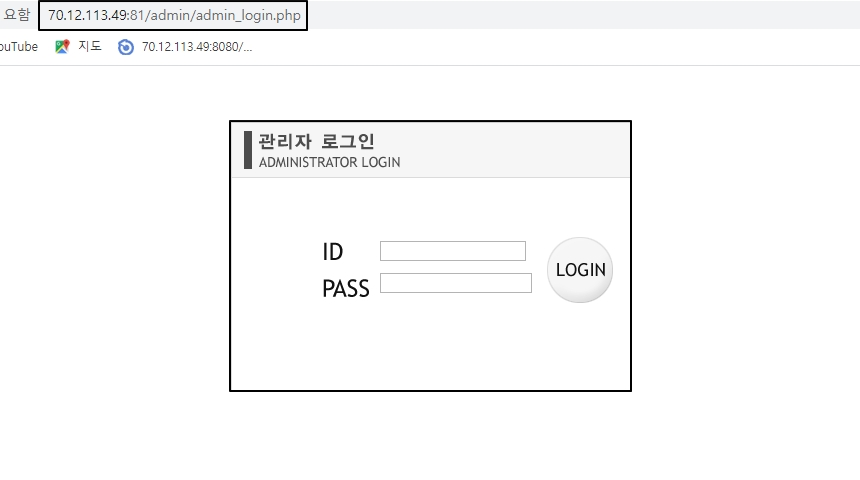 요함 70.12.113.49:81/admin/admin_login.php
지도 70.12.113.49:8080/...
관리자 로그인
ADMINISTRATOR LOGIN
ID
PASS
LOGIN